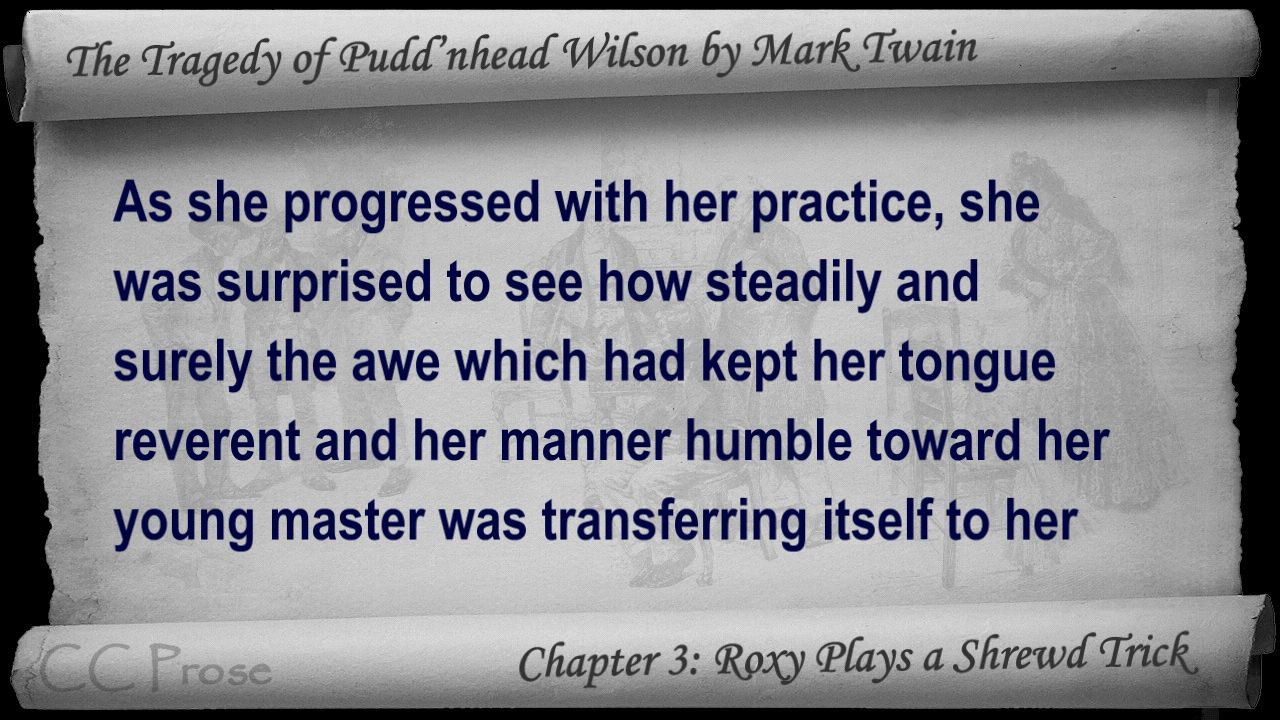 The Tragedy of Pudd'nhead Wilson by Mark Twain
As she progressed with her practice, she
was surprised to see how steadily and
surely the awe which had kept her tongue
reverent and her manner humble toward her
young master was transferring itself to her
CC Prose
Chapter 3: Roxy Plays a Shrewd Trick